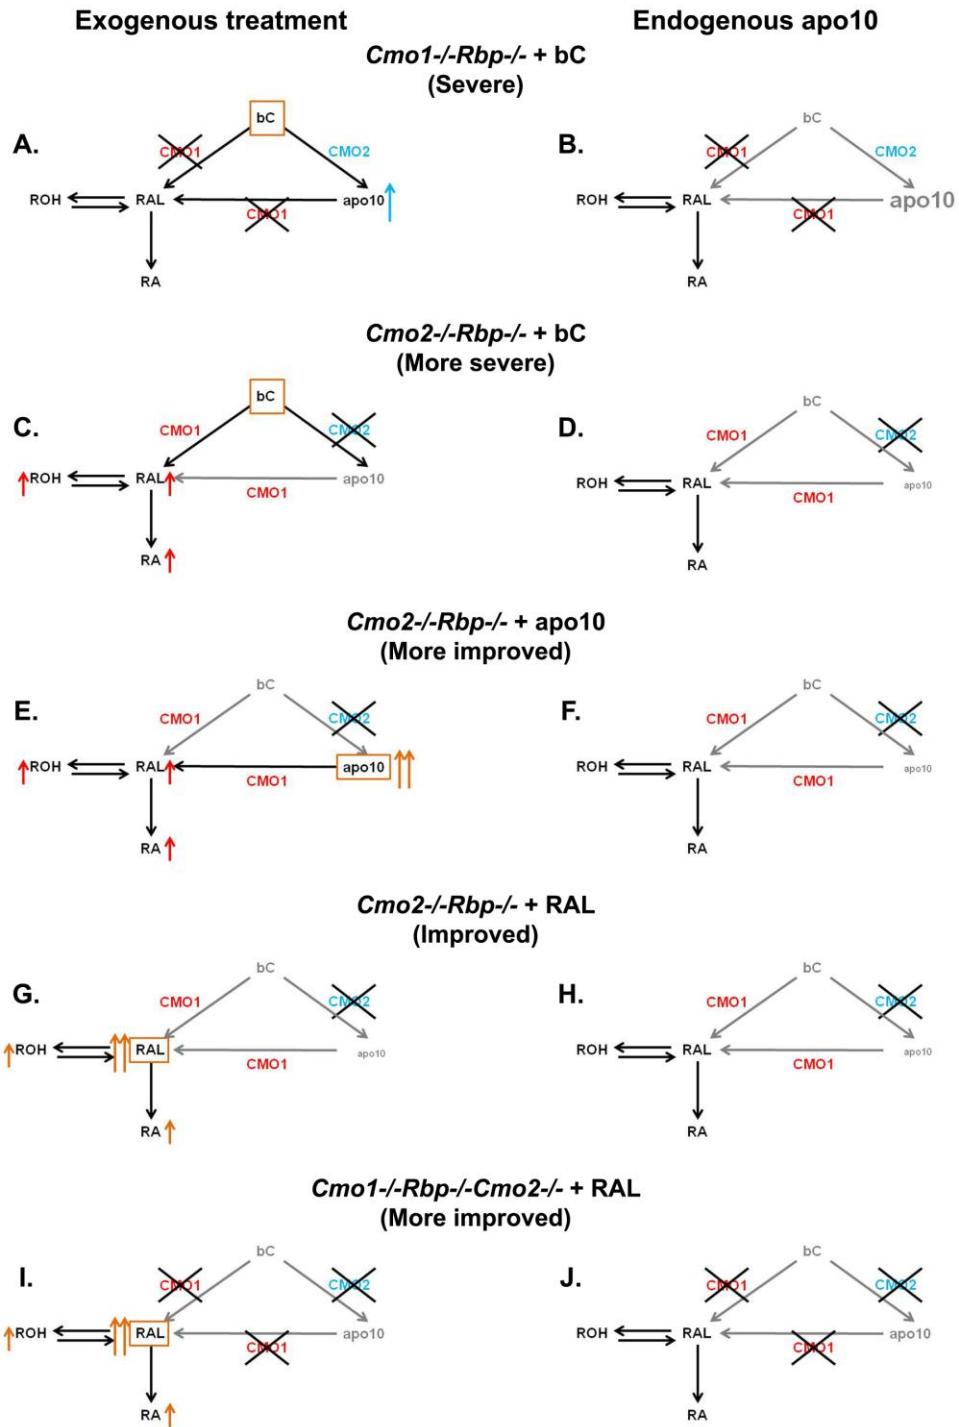 Exogenous treatment Endogenous apo10
Cmo1-/-Rbp-/- + bC
(Severe)
A. B.
bC bC
CMO1 CMO2 CMO1 CMO2
ROH RAL apo10 ROH RAL apo10
CMO1 CMO1
RA RA
Cmo2-/-Rbp-/- + bC
(More severe)
C. D.
bC bC
CMO1 CMO2 CMO1 CMO2
ROH RAL apo10 ROH RAL apo10
CMO1 CMO1
RA RA
Cmo2-/-Rbp-/- + apo10
(More improved)
E. F.
bC bC
CMO1 CMO2 CMO1 CMO2
ROH RAL apo10 ROH RAL apo10
CMO1 CMO1
RA RA
Cmo2-/-Rbp-/- + RAL
(Improved)
G. H.
bC bC
CMO1 CMO2 CMO1 CMO2
ROH RAL apo10 ROH RAL apo10
CMO1 CMO1
RA RA
Cmo1-/-Rbp-/-Cmo2-/- + RAL
(More improved)
I. J.
bC bC
CMO1 CMO2 CMO1 CMO2
ROH RAL apo10 ROH RAL apo10
CMO1 CMO1
RA RA